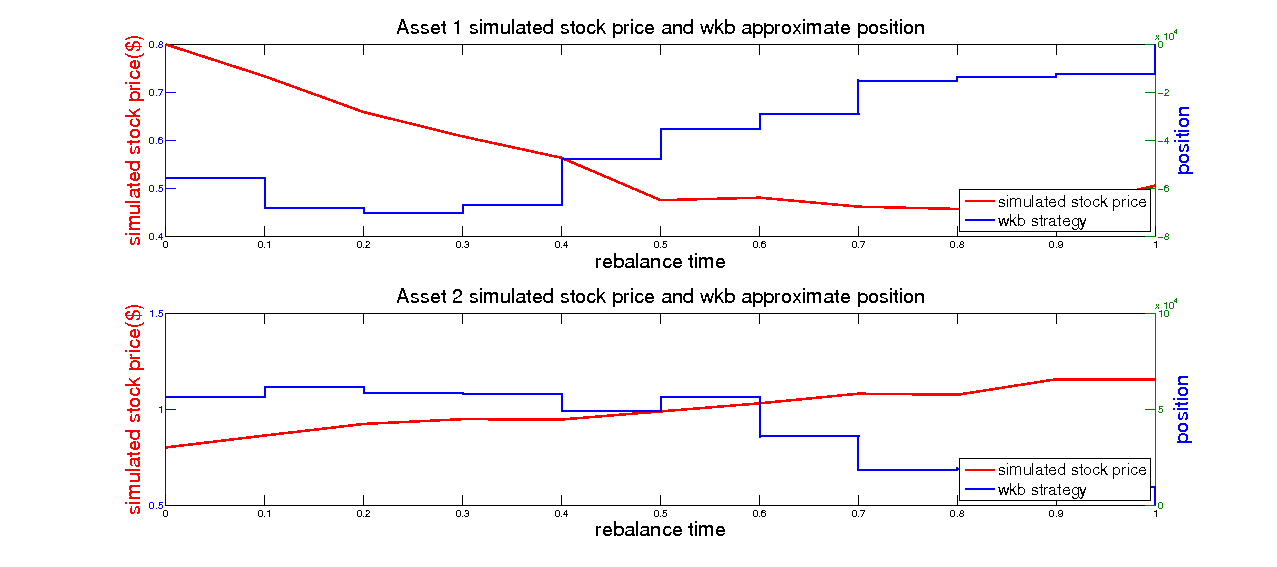 Asset 1 simulated stock price and wkb approximate position
x 10^4
simulated stock price($)
0.8
0.7
0.6
0.5
0.4
0
-2
-4
-6
-8
position
simulated stock price
wkb strategy
0 0.1 0.2 0.3 0.4 0.5 0.6 0.7 0.8 0.9 1
rebalance time
Asset 2 simulated stock price and wkb approximate position
x 10^4
simulated stock price($)
1.5
1
0.5
10
5
0
position
simulated stock price
wkb strategy
0 0.1 0.2 0.3 0.4 0.5 0.6 0.7 0.8 0.9 1
rebalance time